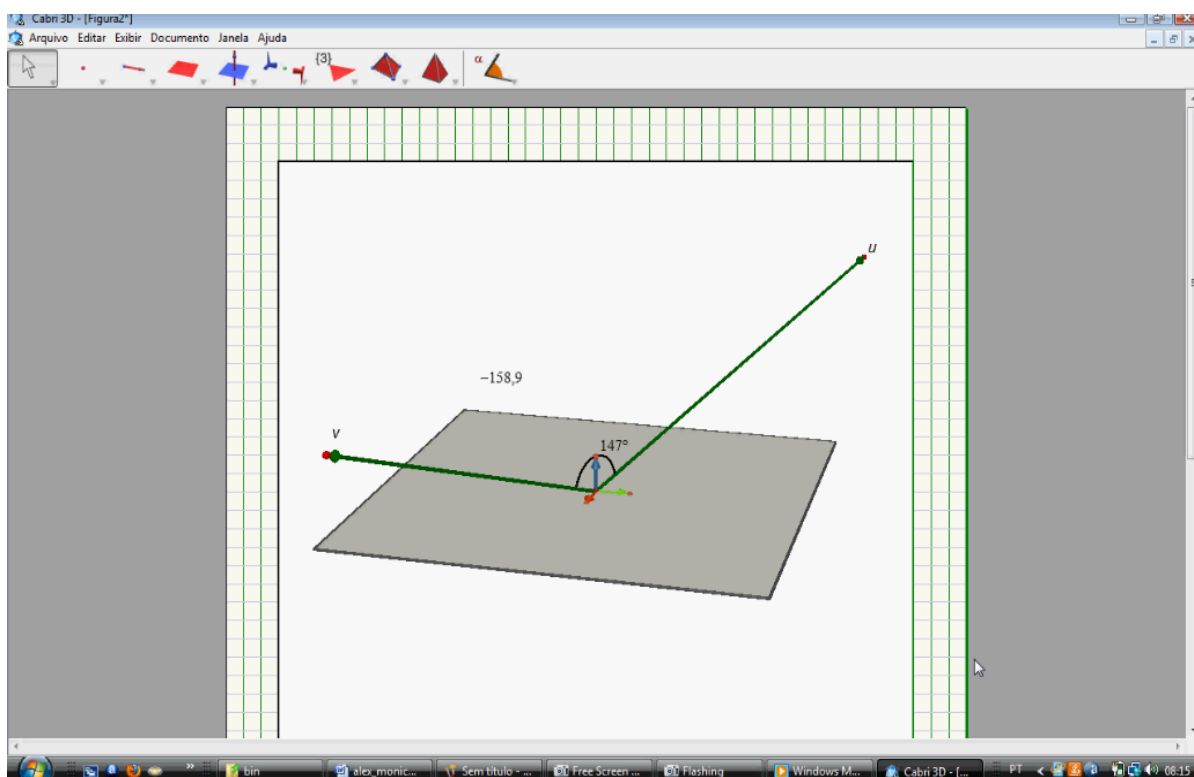 Cabri 3D - [Figura2*]
Arquivo Editar Exibir Documento Janela Ajuda
{3}
α
u
−158,9
v
147°
bin
alex_monic...
Sem título - ...
Free Screen ...
Flashing
Windows M...
Cabri 3D - [...
PT
08:15